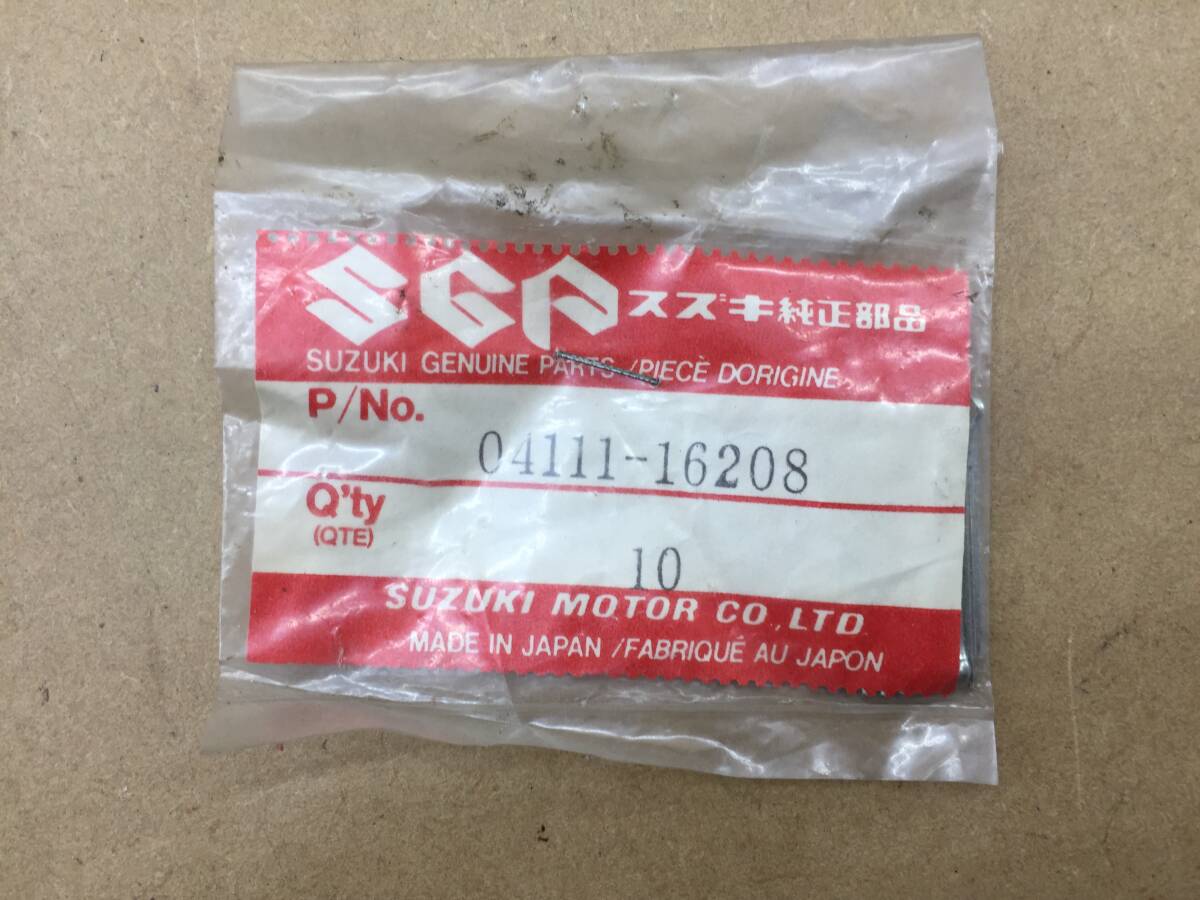 SGP スズキ純正部品
SUZUKI GENUINE PARTS/PIECÈ DORIGINE
P/No.
04111-16208
Q'ty
(QTE)
10
SUZUKI MOTOR CO.,LTD
MADE IN JAPAN/FABRIQUÉ AU JAPON